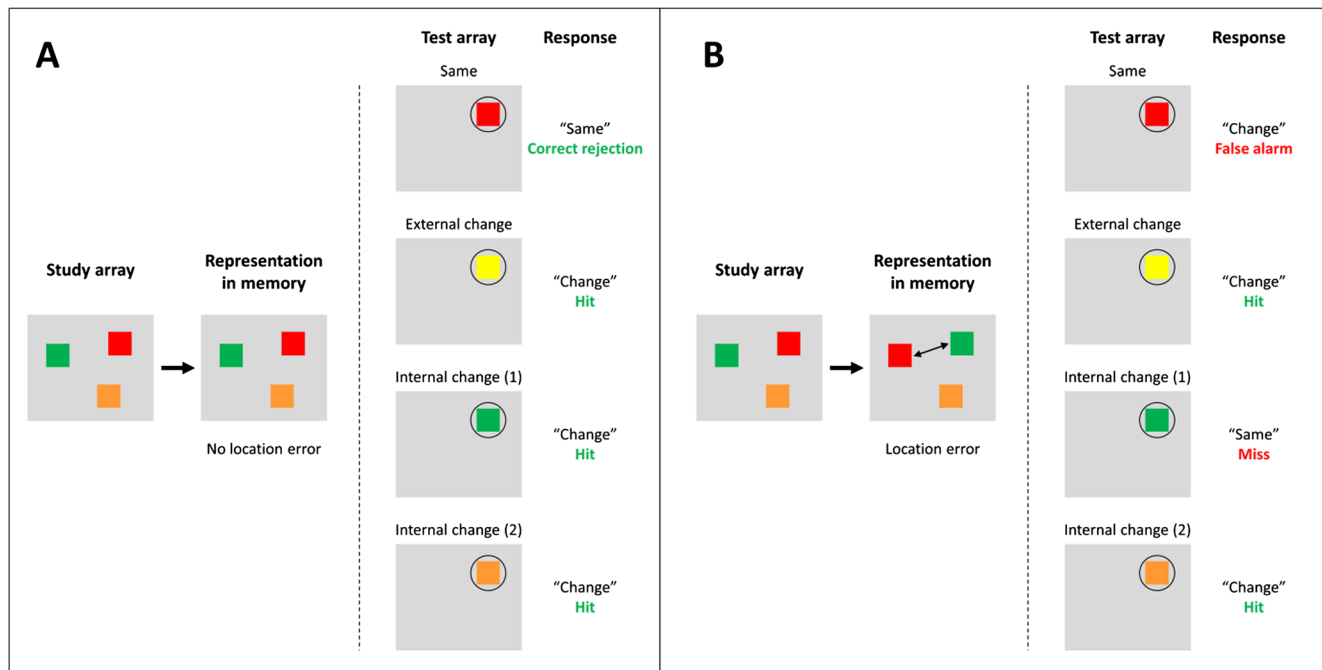 A
Test array
Response
Same
“Same”
Correct rejection
External change
“Change”
Hit
Study array
Representation
in memory
No location error
Internal change (1)
“Change”
Hit
Internal change (2)
“Change”
Hit
B
Test array
Response
Same
“Change”
False alarm
External change
“Change”
Hit
Study array
Representation
in memory
Location error
Internal change (1)
“Same”
Miss
Internal change (2)
“Change”
Hit